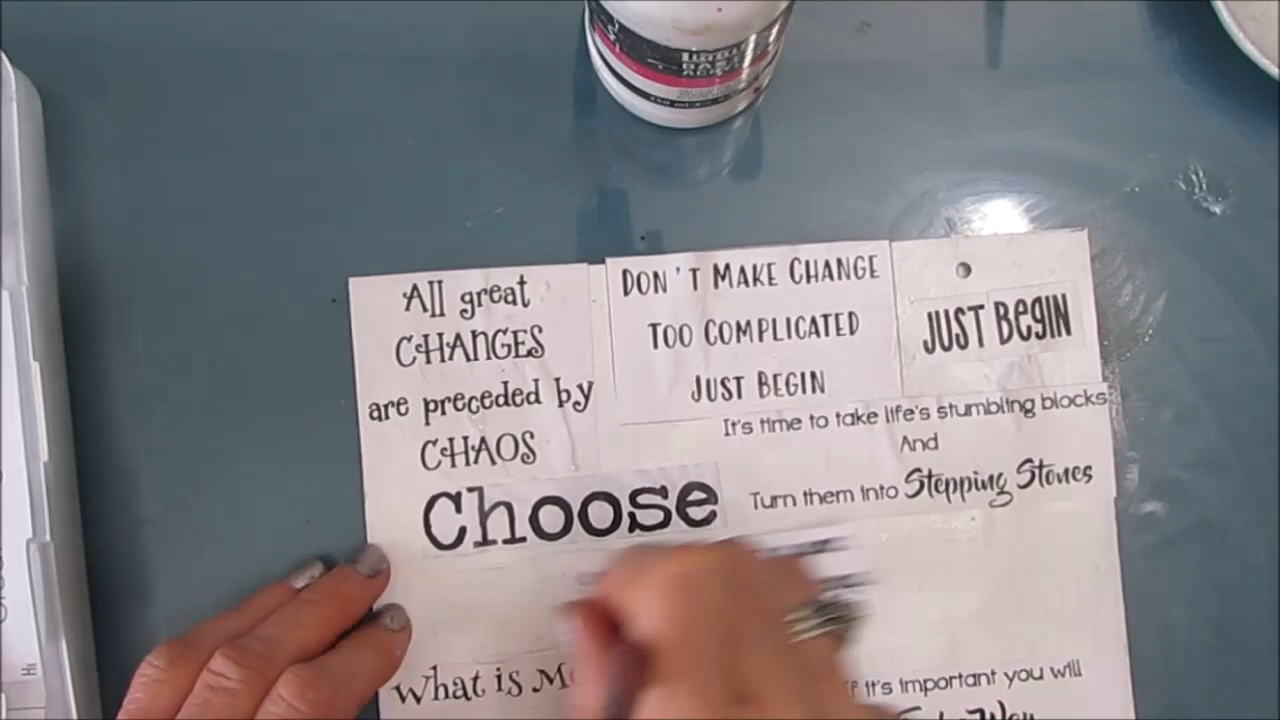 All great
CHANGES
are preceded by
CHAOS
DON'T MAKE CHANGE
TOO COMPLICATED
JUST BEGIN
JUST BEGIN
It's time to take life's stumbling blocks
And
Turn them into Stepping Stones
Choose
What is
it's important you will